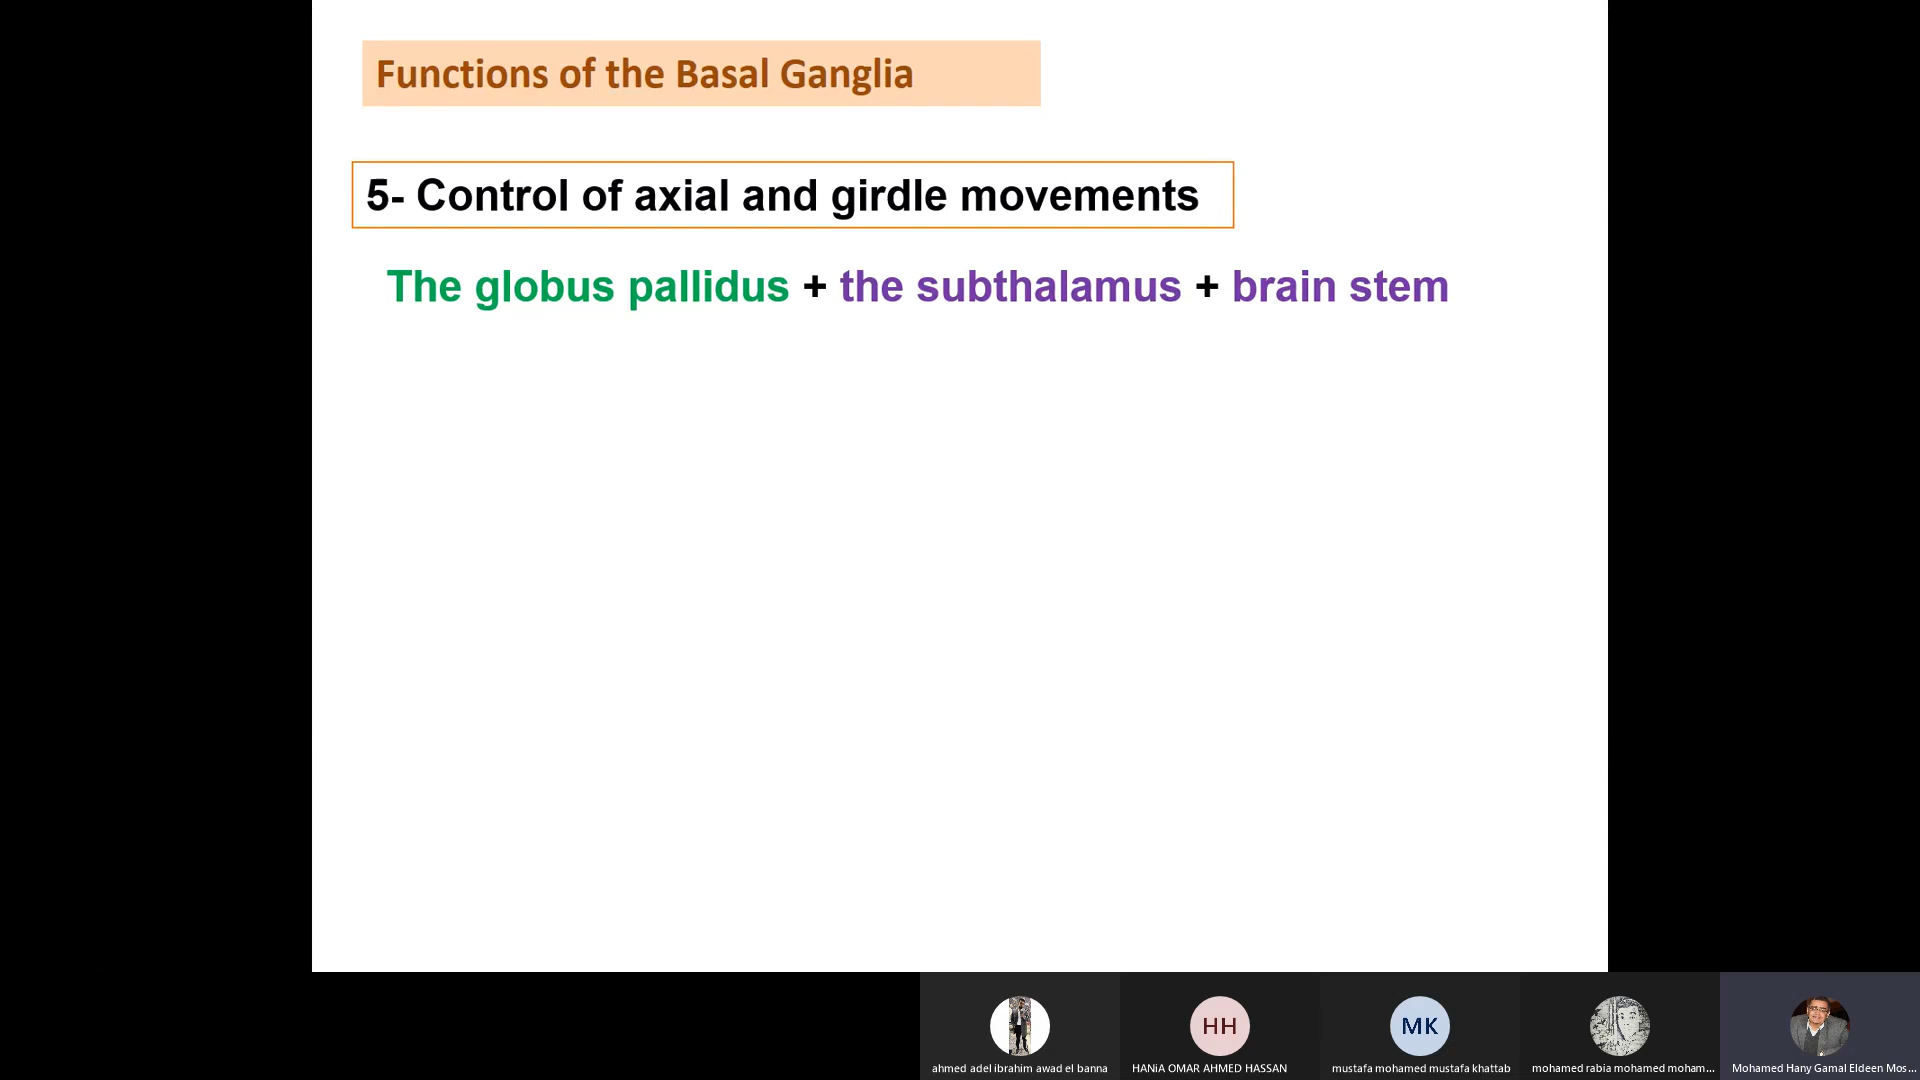 Functions of the Basal Ganglia
5- Control of axial and girdle movements
The globus pallidus + the subthalamus + brain stem
HH
MK
ahmed adel ibrahim awad el banna
HANiA OMAR AHMED HASSAN
mustafa mohamed mustafa khattab
mohamed rabia mohamed moham...
Mohamed Hany Gamal Eldeen Mos...